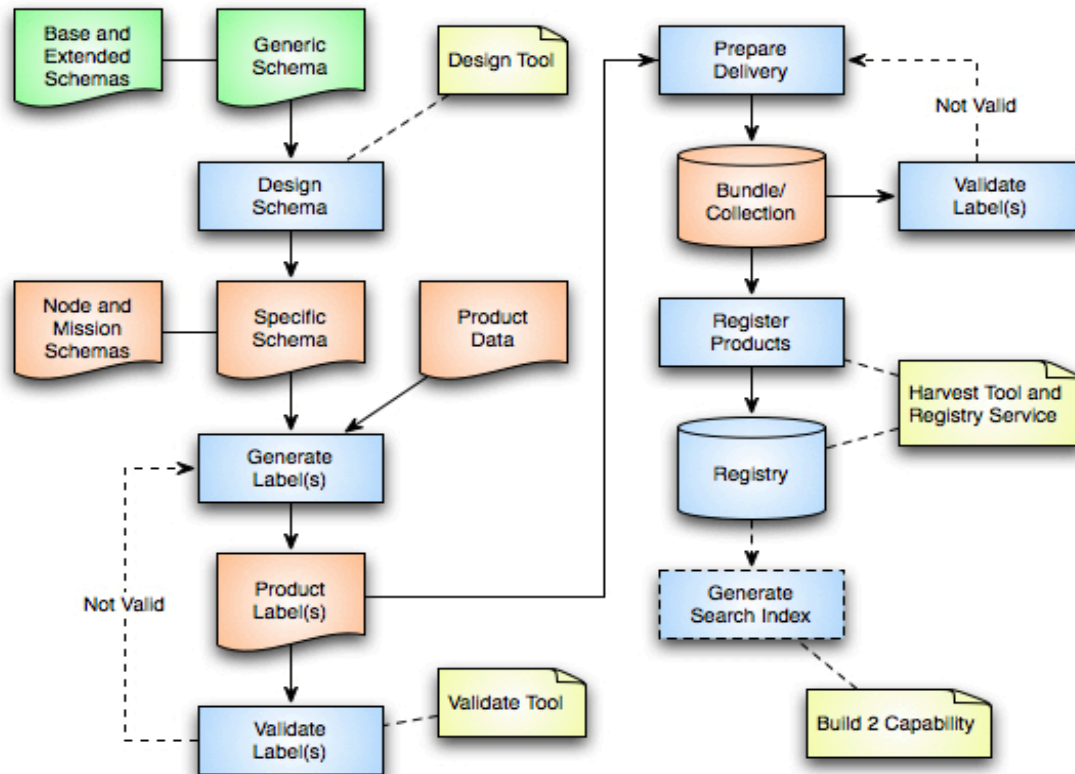 Base and
Extended
Schemas
Generic
Schema
Design Tool
Prepare
Delivery
Not Valid
Design
Schema
Bundle/
Collection
Validate
Label(s)
Node and
Mission
Schemas
Specific
Schema
Product
Data
Register
Products
Harvest Tool and
Registry Service
Generate
Label(s)
Registry
Not Valid
Product
Label(s)
Generate
Search Index
Validate Tool
Validate
Label(s)
Build 2 Capability